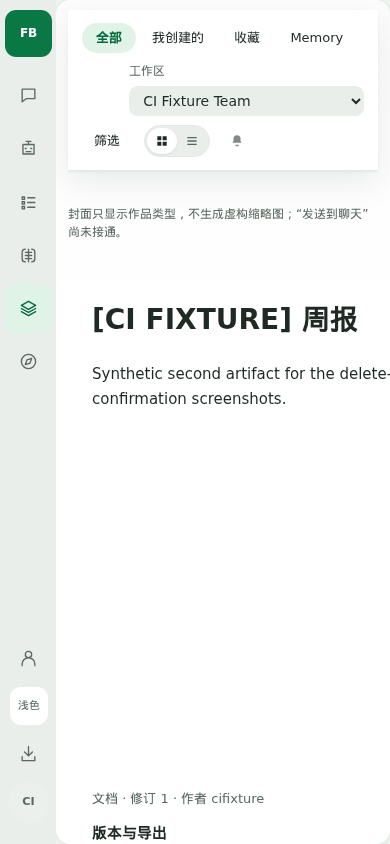 FB
全部 我创建的 收藏 Memory
工作区
CI Fixture Team
筛选
封面只显示作品类型，不生成虚构缩略图；“发送到聊天”
尚未接通。
[CI FIXTURE] 周报
Synthetic second artifact for the delete-
confirmation screenshots.
浅色
CI
文档 · 修订 1 · 作者 cifixture
版本与导出